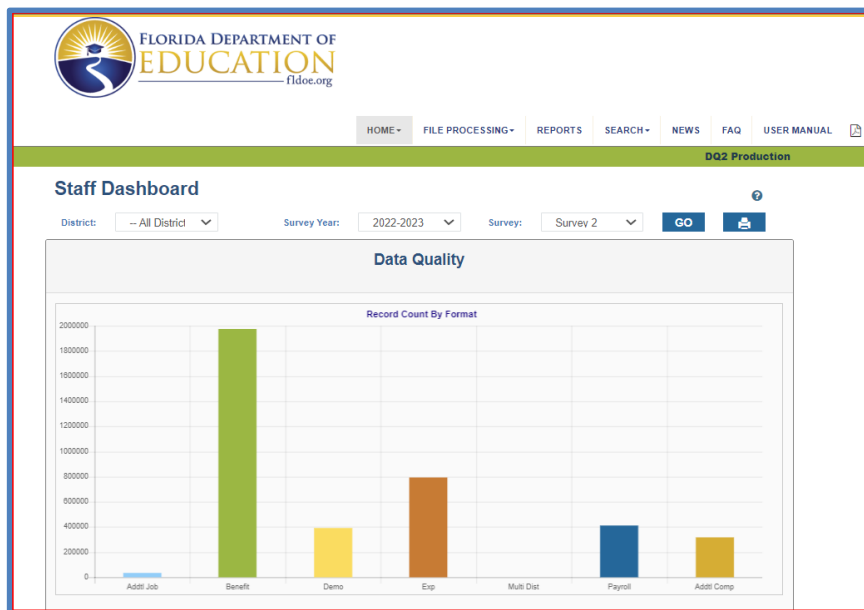 FLORIDA DEPARTMENT OF
EDUCATION
fldoe.org
HOME FILE PROCESSING REPORTS SEARCH NEWS FAQ USER MANUAL
DQ2 Production
Staff Dashboard
District: -- All District Survey Year: 2022-2023 Survey: Survey 2 GO
Data Quality
Record Count By Format
2000000
1800000
1600000
1400000
1200000
1000000
800000
600000
400000
200000
0
Addtl Job Benefit Demo Exp Multi Dist Payroll Addtl Comp